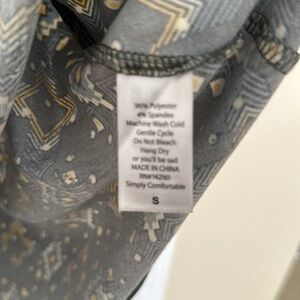 96% Polyester
4% Spandex
Machine Wash Cold
Gentle Cycle
Do Not Bleach
Hang Dry
or you'll be sad
MADE IN CHINA
RN#142161
Simply Comfortable
S